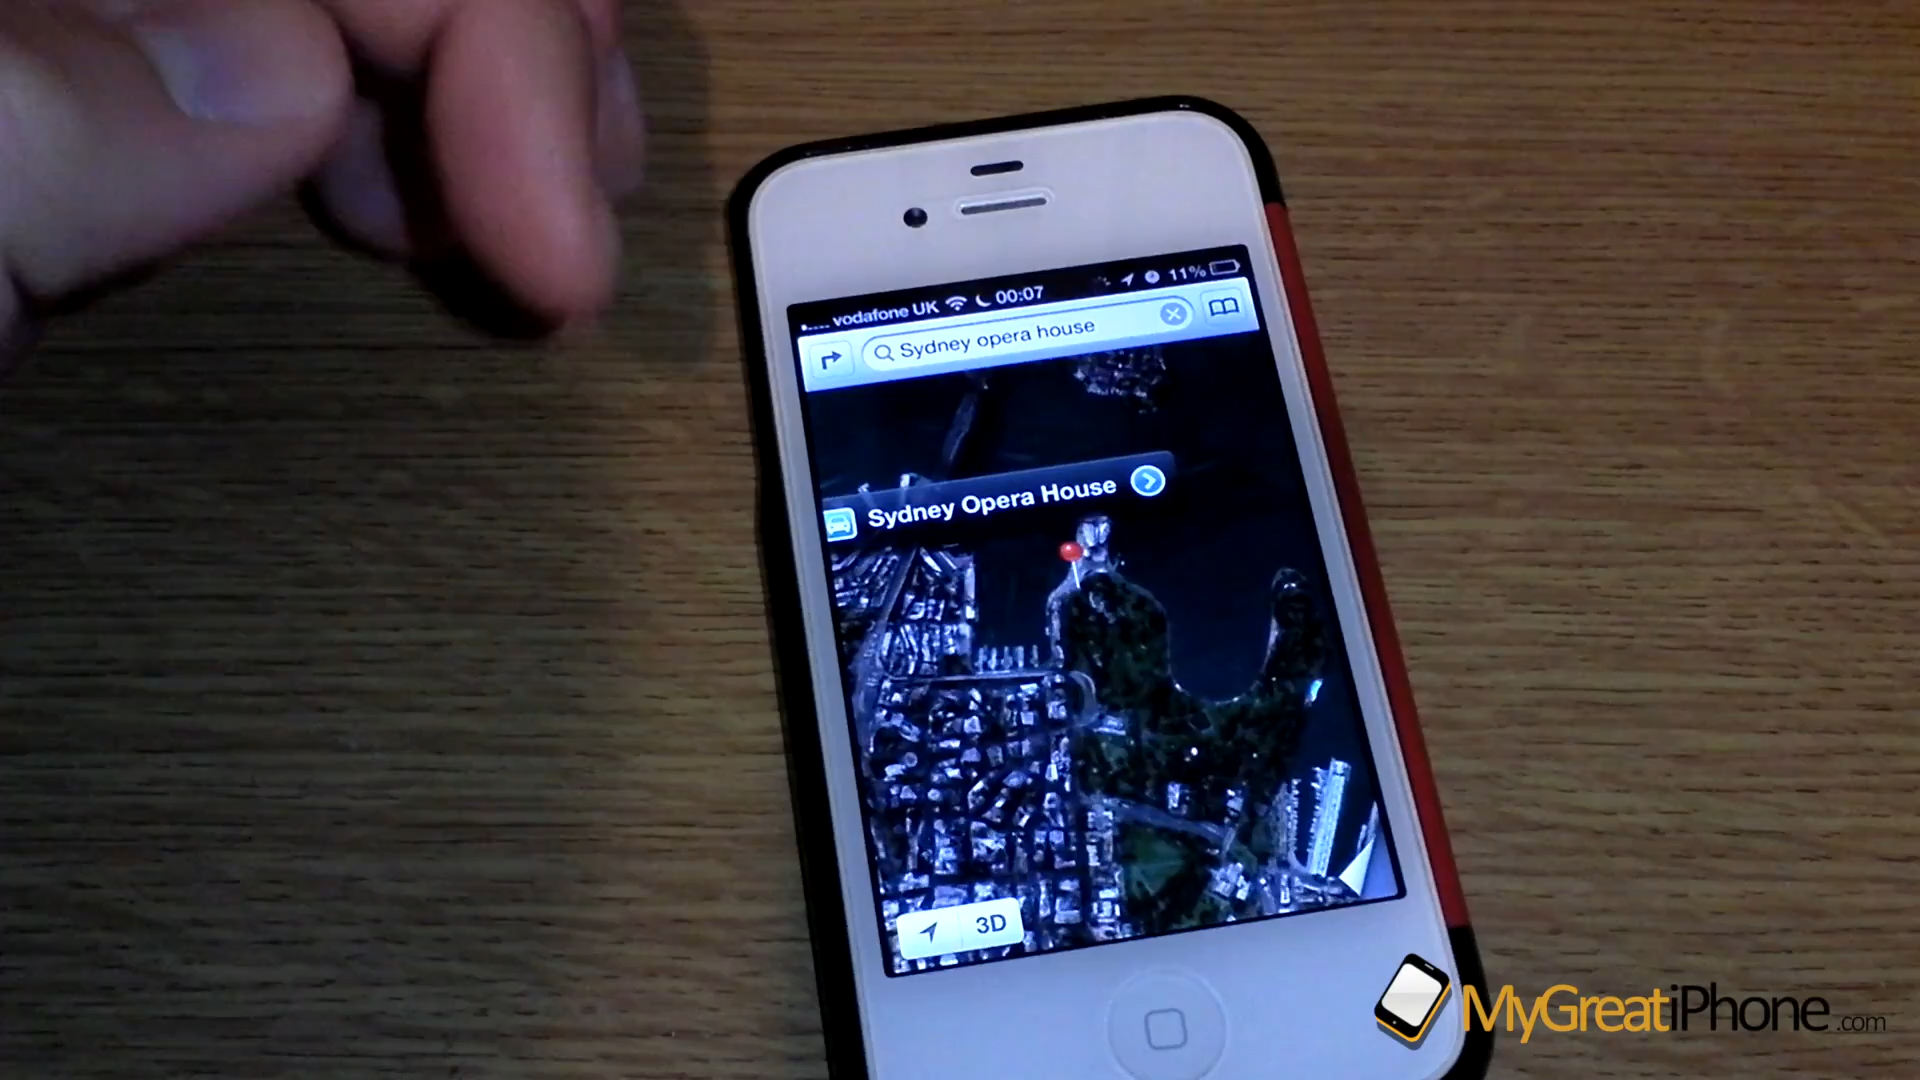 vodafone UK 00:07 11%
Sydney opera house
Sydney Opera House
3D
MyGreatiPhone.com